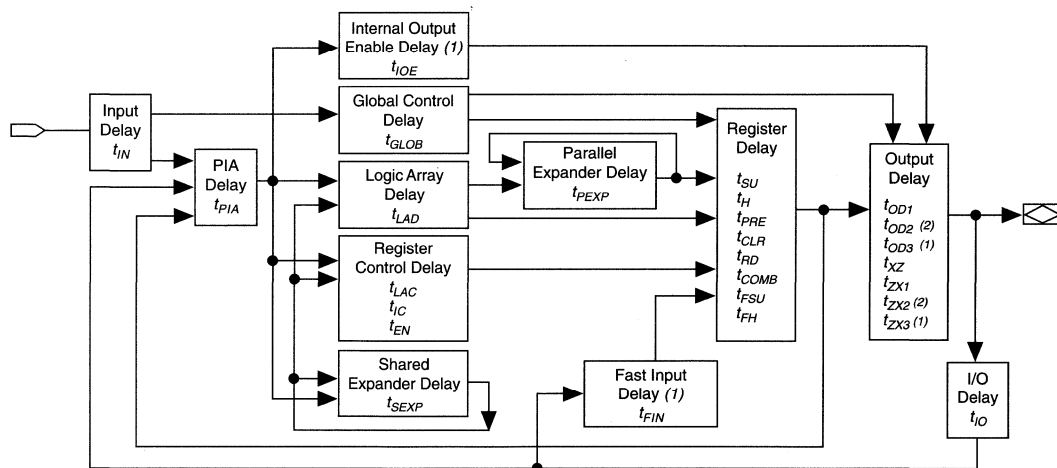 Internal Output
Enable Delay (1)
tIOE
Input
Delay
tIN
Global Control
Delay
tGLOB
PIA
Delay
tPIA
Logic Array
Delay
tLAD
Parallel
Expander Delay
tPEXP
Register
Control Delay
tLAC
tIC
tEN
Shared
Expander Delay
tSEXP
Register
Delay
tSU
tH
tPRE
tCLR
tRD
tCOMB
tFSU
tFH
Fast Input
Delay (1)
tFIN
Output
Delay
tOD1
tOD2 (2)
tOD3 (1)
tXZ
tZX1
tZX2 (2)
tZX3 (1)
I/O
Delay
tIO